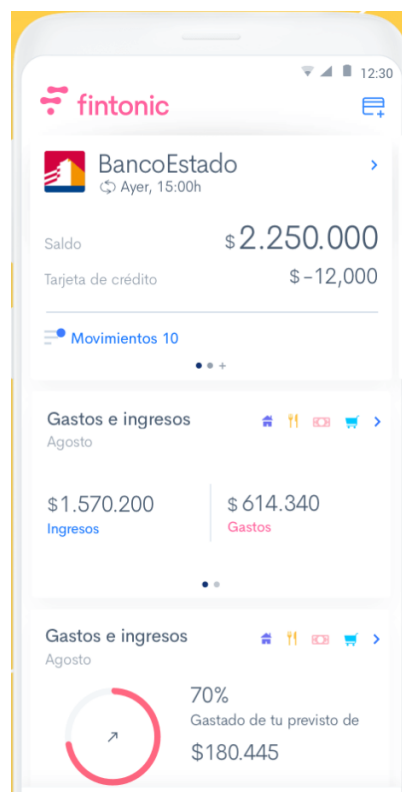 12:30
fintonic
BancoEstado
Ayer, 15:00h
Saldo $2.250.000
Tarjeta de crédito $-12,000
Movimientos 10
Gastos e ingresos
Agosto
$1.570.200 $614.340
Ingresos Gastos
Gastos e ingresos
Agosto
70%
Gastado de tu previsto de
$180.445